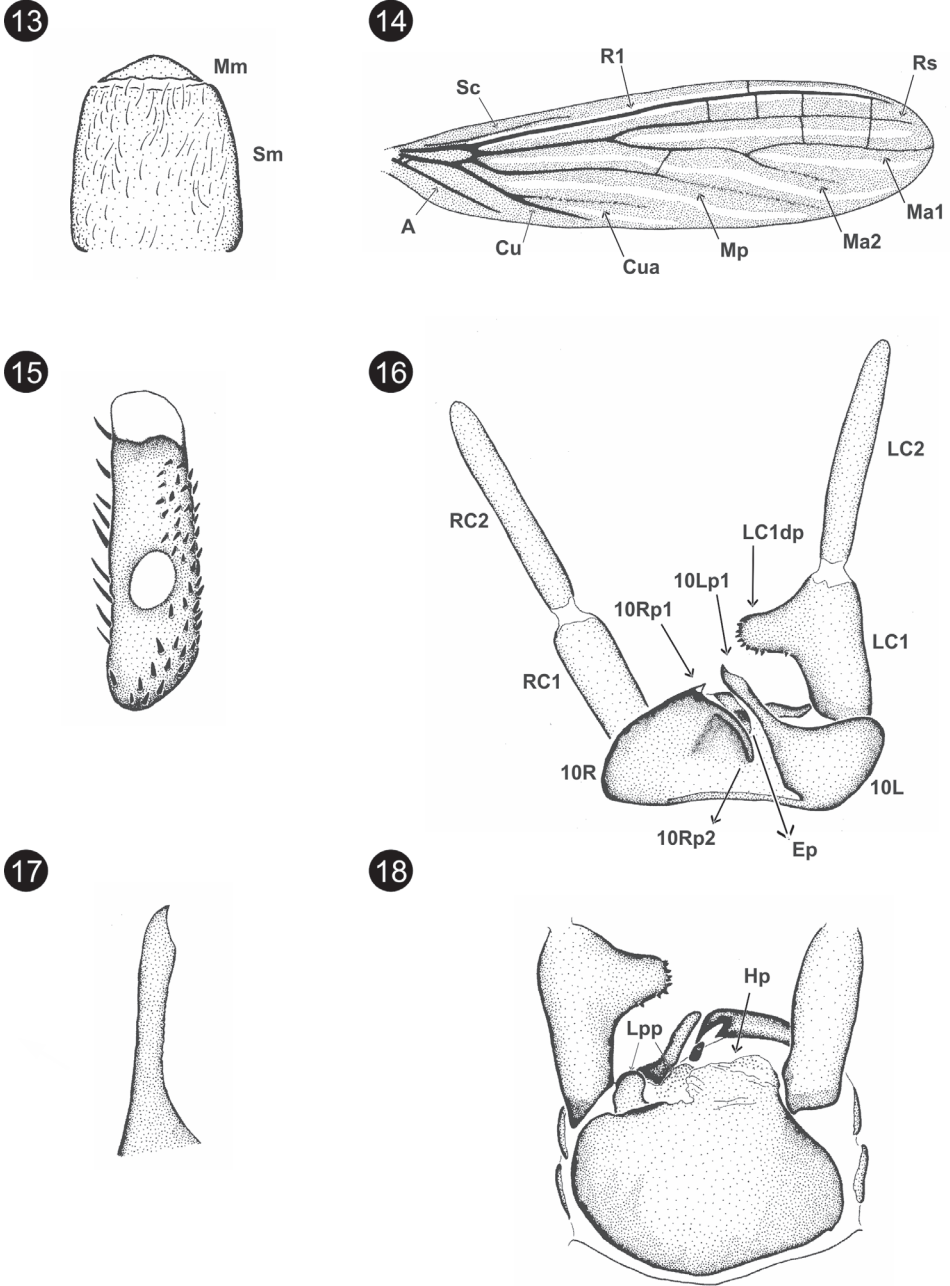 13
Mm
Sm
14
Sc
R1
Rs
A
Cu
Cua
Mp
Ma2
Ma1
15
16
RC2
RC1
10Rp1
10Lp1
LC1dp
LC2
LC1
10R
10L
10Rp2
Ep
17
18
Lpp
Hp